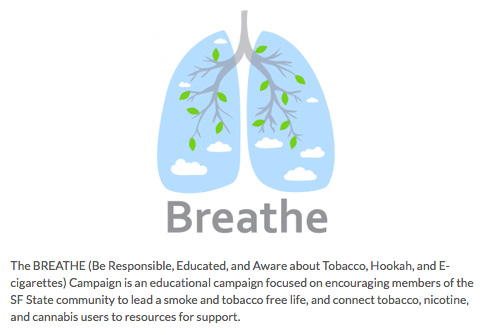 Breathe
The BREATHE (Be Responsible, Educated, and Aware about Tobacco, Hookah, and E-
cigarettes) Campaign is an educational campaign focused on encouraging members of the
SF State community to lead a smoke and tobacco free life, and connect tobacco, nicotine,
and cannabis users to resources for support.